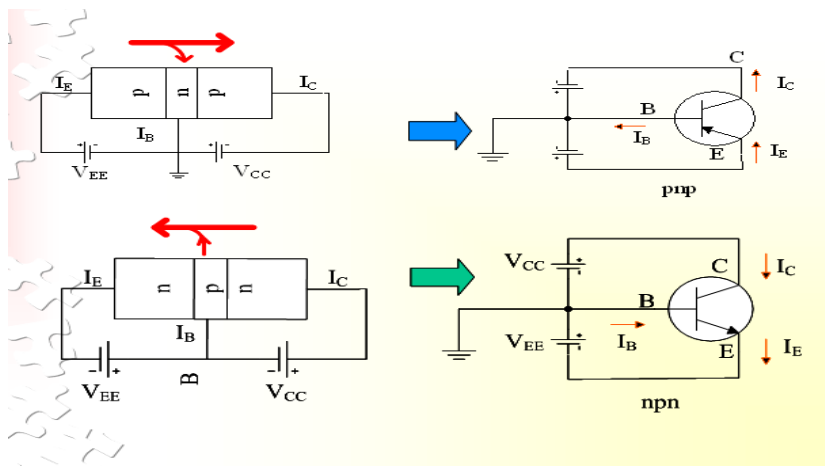 I_E
p n p
I_C
I_B
+ - + -
V_EE V_CC
C
I_C
B
I_B
E
I_E
+ -
+ -
pnp
I_E
n p n
I_C
I_B
- + - +
V_EE B V_CC
V_CC + -
C
I_C
B
V_EE + -
I_B
E
I_E
npn